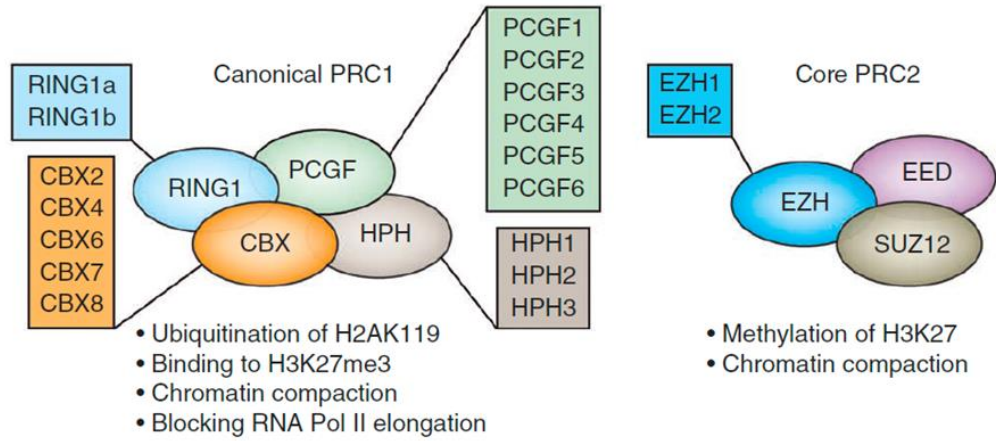 Canonical PRC1
RING1a
RING1b
CBX2
CBX4
CBX6
CBX7
CBX8
RING1
PCGF
CBX
HPH
PCGF1
PCGF2
PCGF3
PCGF4
PCGF5
PCGF6
HPH1
HPH2
HPH3
• Ubiquitination of H2AK119
• Binding to H3K27me3
• Chromatin compaction
• Blocking RNA Pol II elongation
Core PRC2
EZH1
EZH2
EZH
EED
SUZ12
• Methylation of H3K27
• Chromatin compaction